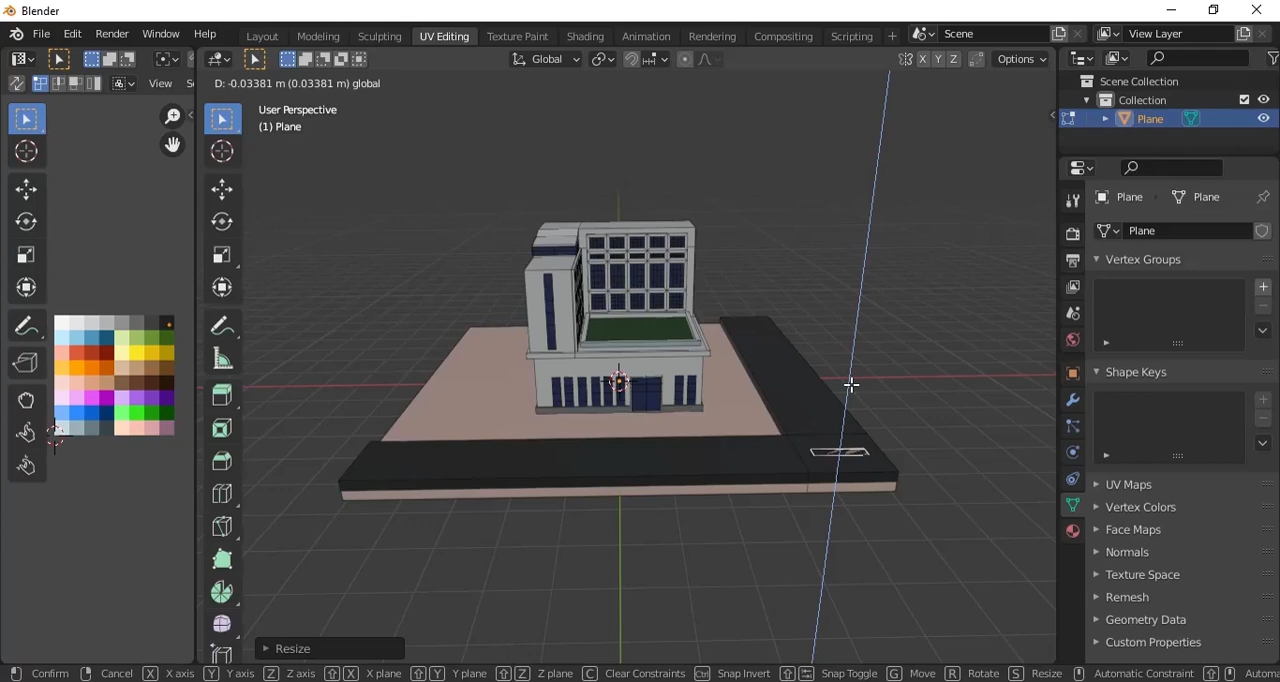 Blender
File Edit Render Window Help
Layout Modeling Sculpting UV Editing Texture Paint Shading Animation Rendering Compositing Scripting
Scene
View Layer
Global
X Y Z
Options
View
D: -0.03381 m (0.03381 m) global
User Perspective
(1) Plane
Scene Collection
Collection
Plane
Plane
Plane
Plane
Vertex Groups
Shape Keys
UV Maps
Vertex Colors
Face Maps
Normals
Texture Space
Remesh
Geometry Data
Custom Properties
Resize
Confirm Cancel X X axis Y Y axis Z Z axis X X plane Y Y plane Z Z plane C Clear Constraints Ctrl Snap Invert Snap Toggle G Move R Rotate S Resize Automatic Constraint Automa